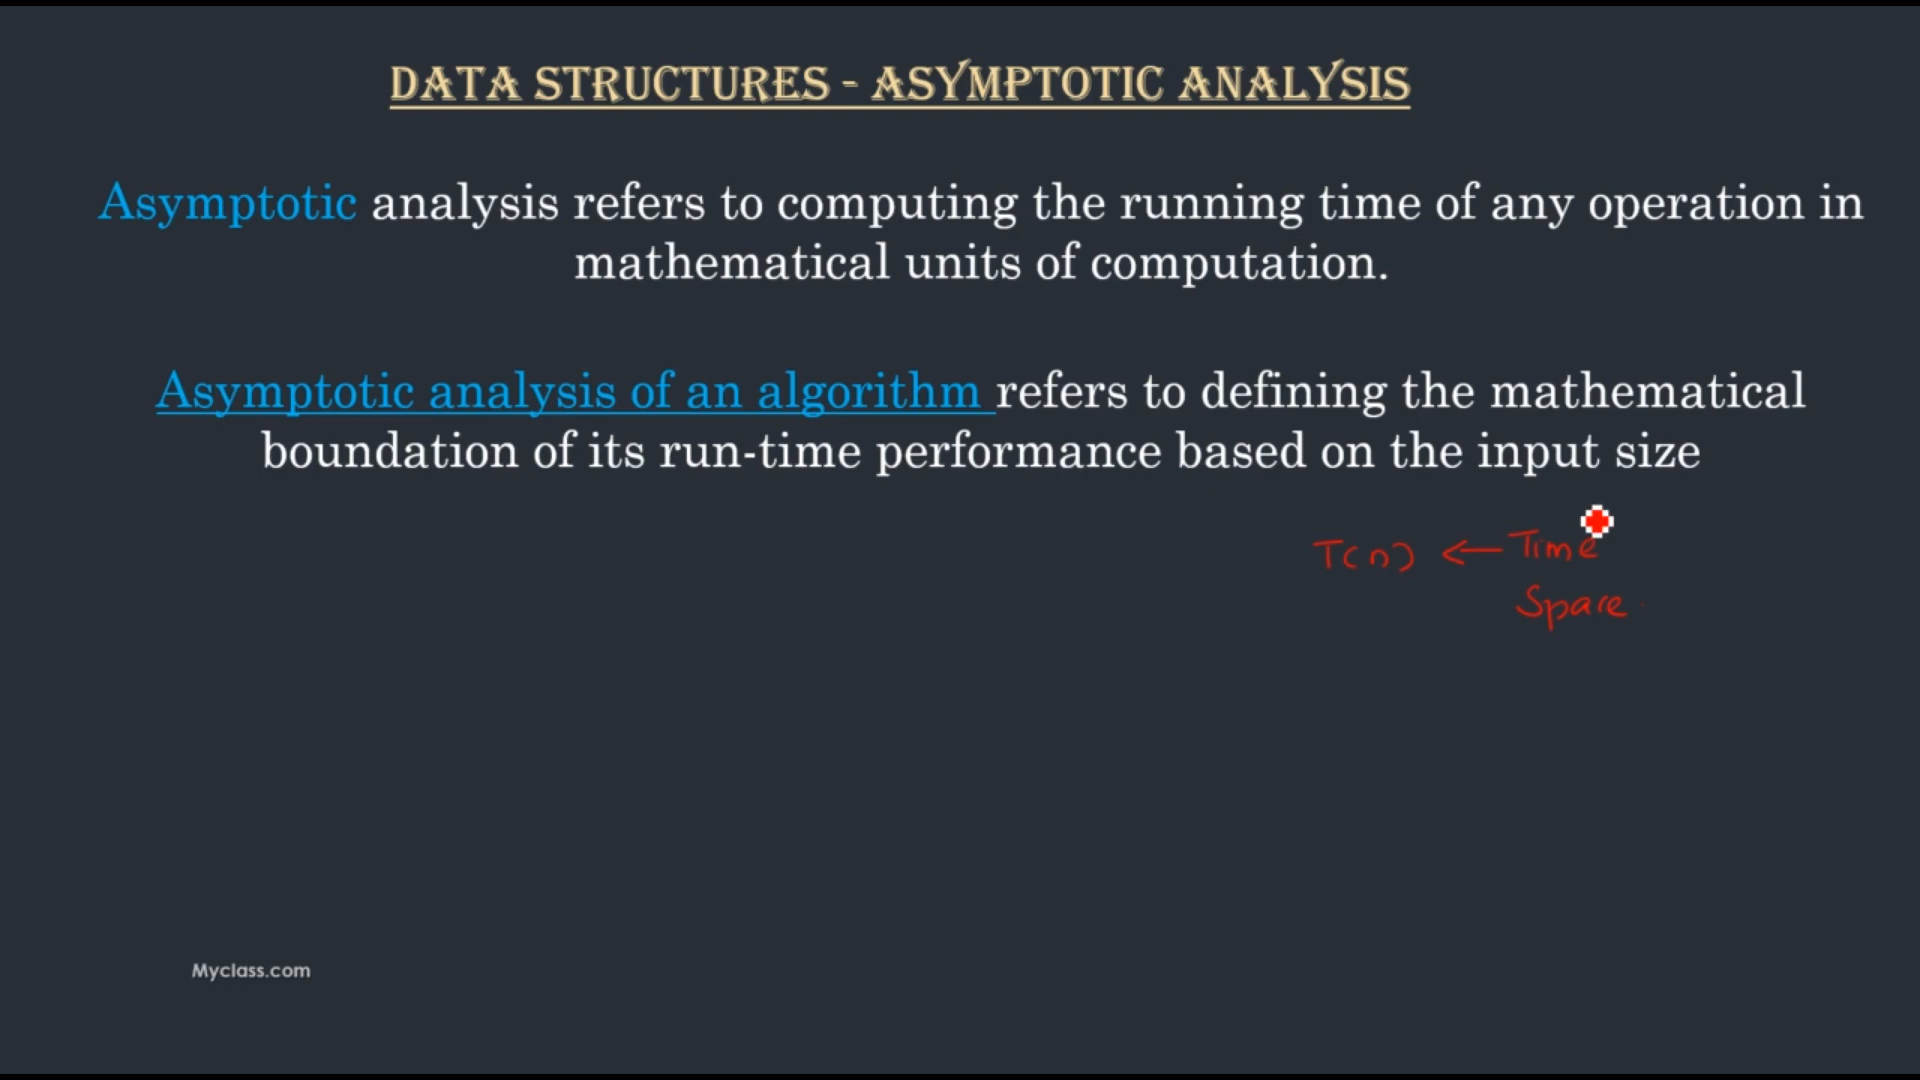 DATA STRUCTURES - ASYMPTOTIC ANALYSIS
Asymptotic analysis refers to computing the running time of any operation in
mathematical units of computation.
Asymptotic analysis of an algorithm refers to defining the mathematical
boundation of its run-time performance based on the input size
T(n) ← Time
Space
Myclass.com